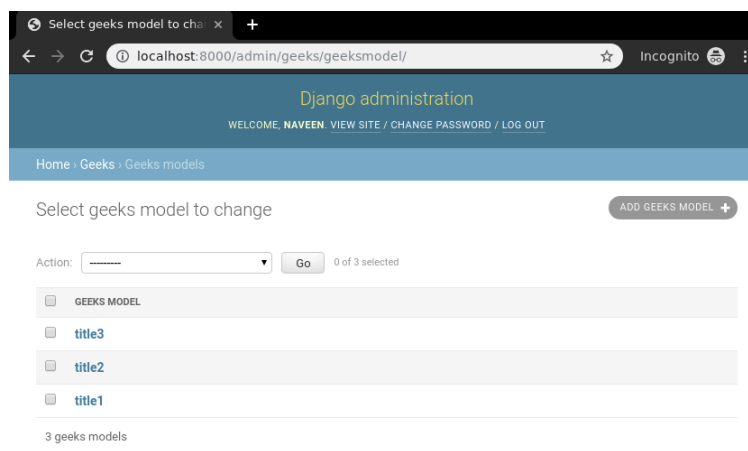 Select geeks model to cha
localhost:8000/admin/geeks/geeksmodel/
Incognito
Django administration
WELCOME, NAVEEN. VIEW SITE / CHANGE PASSWORD / LOG OUT
Home › Geeks › Geeks models
Select geeks model to change
ADD GEEKS MODEL +
Action: --------- Go 0 of 3 selected
GEEKS MODEL
title3
title2
title1
3 geeks models